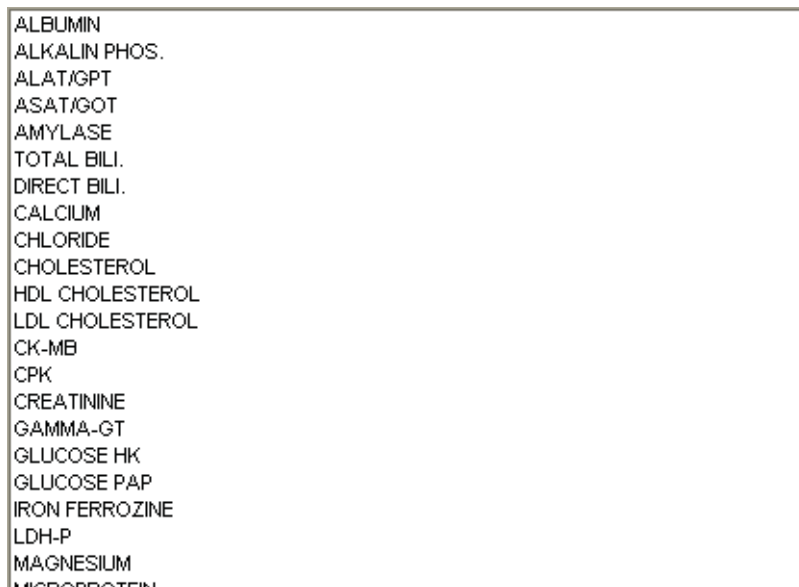 ALBUMIN
ALKALIN PHOS.
ALAT/GPT
ASAT/GOT
AMYLASE
TOTAL BILI.
DIRECT BILI.
CALCIUM
CHLORIDE
CHOLESTEROL
HDL CHOLESTEROL
LDL CHOLESTEROL
CK-MB
CPK
CREATININE
GAMMA-GT
GLUCOSE HK
GLUCOSE PAP
IRON FERROZINE
LDH-P
MAGNESIUM
MICROPROTEIN